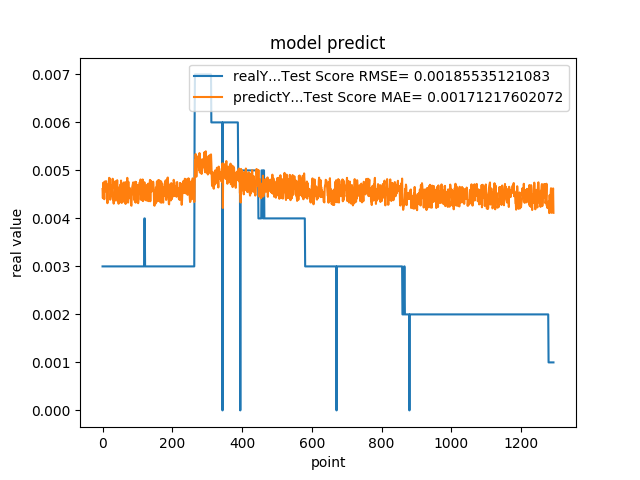 model predict
realY...Test Score RMSE= 0.00185535121083
predictY...Test Score MAE= 0.00171217602072
real value
0.007
0.006
0.005
0.004
0.003
0.002
0.001
0.000
0 200 400 600 800 1000 1200
point